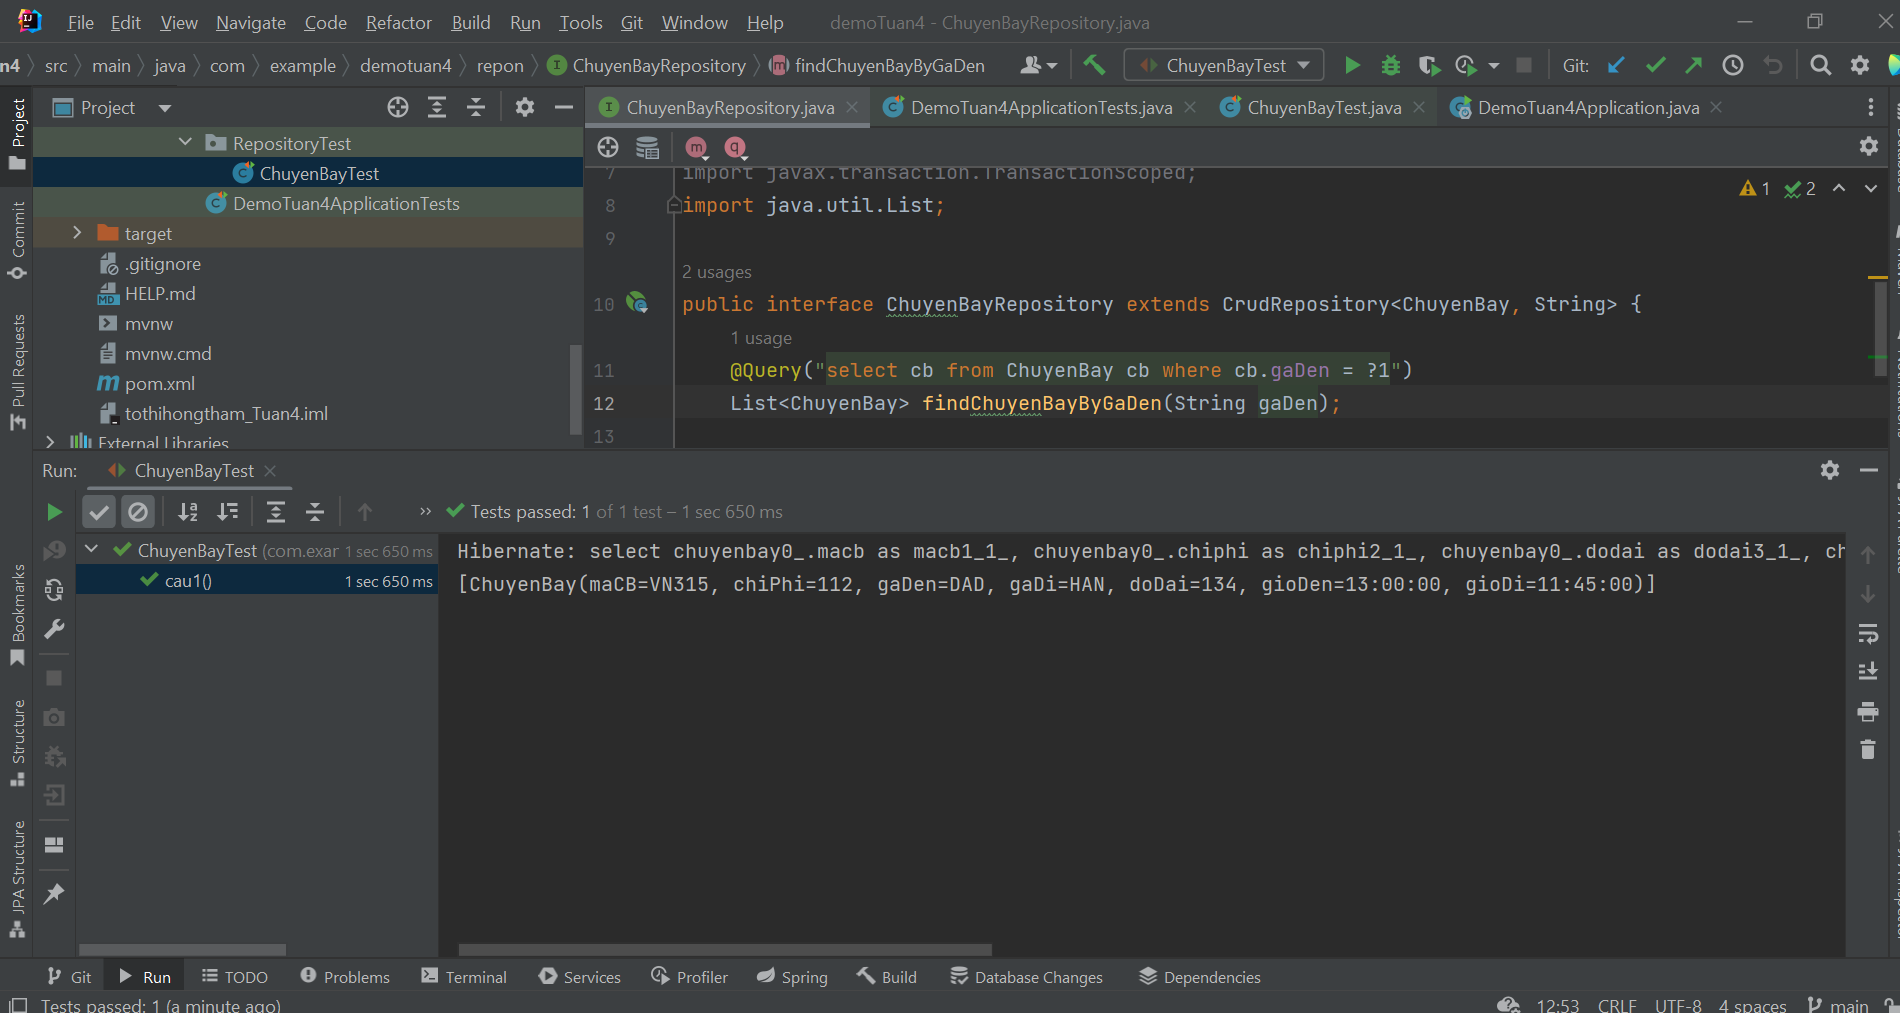 File Edit View Navigate Code Refactor Build Run Tools Git Window Help demoTuan4 - ChuyenBayRepository.java
n4 src main java com example demotuan4 repon ChuyenBayRepository findChuyenBayByGaDen ChuyenBayTest Git:
Project
ChuyenBayRepository.java DemoTuan4ApplicationTests.java ChuyenBayTest.java DemoTuan4Application.java
RepositoryTest
ChuyenBayTest
DemoTuan4ApplicationTests
target
.gitignore
HELP.md
mvnw
mvnw.cmd
pom.xml
tothihongtham_Tuan4.iml
External Libraries
7 import javax.transaction.TransactionScoped;
1 2
8 import java.util.List;
9
2 usages
10 public interface ChuyenBayRepository extends CrudRepository<ChuyenBay, String> {
1 usage
11 @Query("select cb from ChuyenBay cb where cb.gaDen = ?1")
12 List<ChuyenBay> findChuyenBayByGaDen(String gaDen);
13
Project
Commit
Pull Requests
Bookmarks
Structure
JPA Structure
Run: ChuyenBayTest
Tests passed: 1 of 1 test – 1 sec 650 ms
ChuyenBayTest (com.exar 1 sec 650 ms
cau1() 1 sec 650 ms
Hibernate: select chuyenbay0_.macb as macb1_1_, chuyenbay0_.chiphi as chiphi2_1_, chuyenbay0_.dodai as dodai3_1_, ch
[ChuyenBay(maCB=VN315, chiPhi=112, gaDen=DAD, gaDi=HAN, doDai=134, gioDen=13:00:00, gioDi=11:45:00)]
Git Run TODO Problems Terminal Services Profiler Spring Build Database Changes Dependencies
Tests passed: 1 (a minute ago) 12:53 CRLF UTF-8 4 spaces main